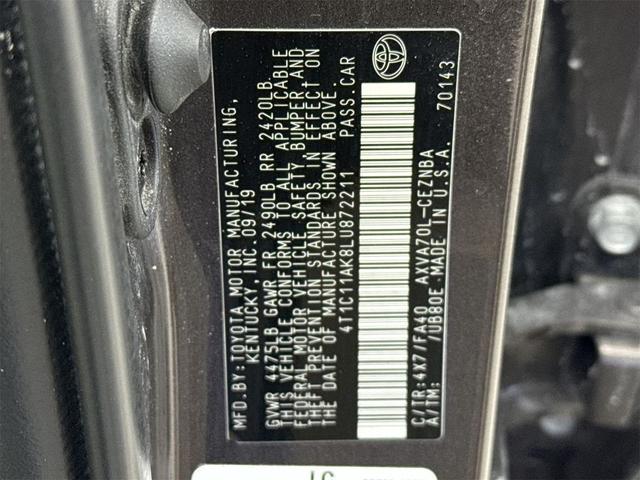 MFD.BY:TOYOTA MOTOR MANUFACTURING,
KENTUCKY, INC. 09/19
GVWR 4475LB GAWR FR 2490LB RR 2420LB
THIS VEHICLE CONFORMS TO ALL APPLICABLE
FEDERAL MOTOR VEHICLE SAFETY, BUMPER, AND
THEFT PREVENTION STANDARDS IN EFFECT ON
THE DATE OF MANUFACTURE SHOWN ABOVE.
4T1C11AK8LU872211 PASS.CAR
C/TR:4X7 /FA40 AXVA70L-CEZNBA
A/TM: /UB80E MADE IN U.S.A. 70143